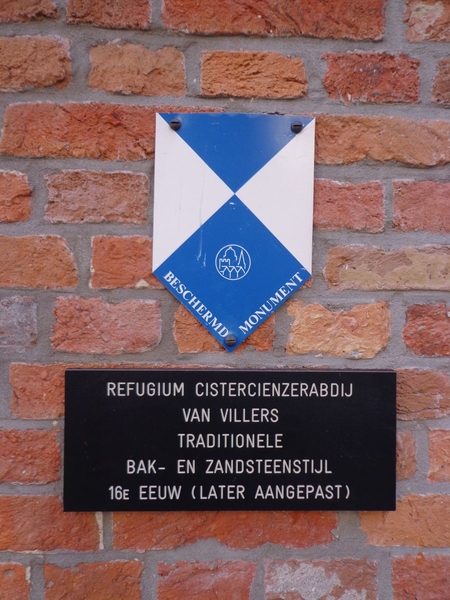 BESCHERMD MONUMENT
REFUGIUM CISTERCIENZERABDIJ
VAN VILLERS
TRADITIONELE
BAK- EN ZANDSTEENSTIJL
16E EEUW (LATER AANGEPAST)